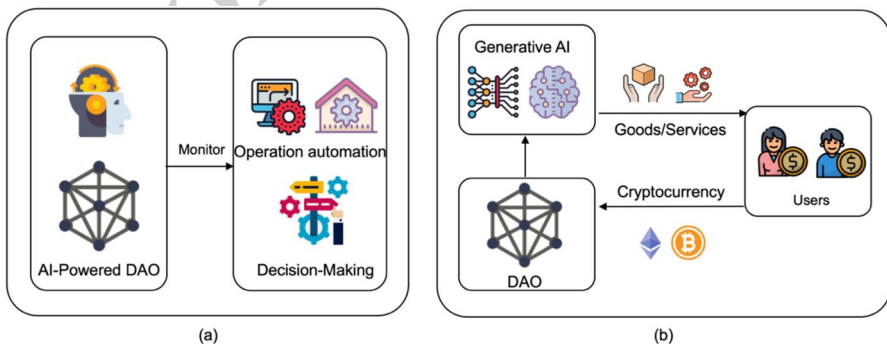 Monitor
Operation automation
AI-Powered DAO
Decision-Making
(a)
Generative AI
Goods/Services
Cryptocurrency
Users
DAO
(b)